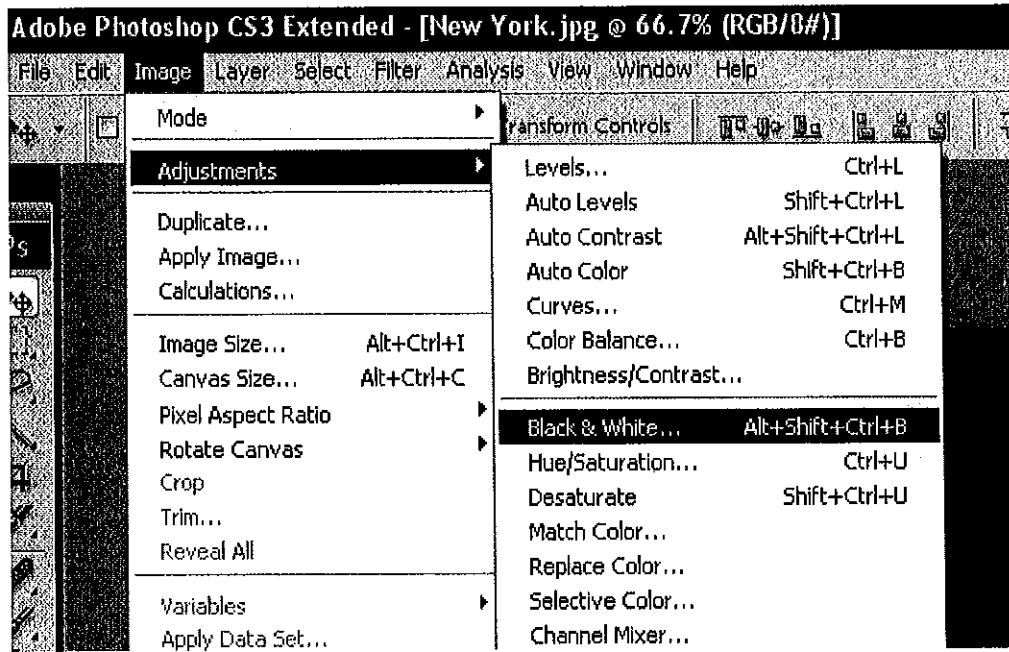 Adobe Photoshop CS3 Extended - [New York.jpg @ 66.7% (RGB/8#)]
File Edit Image Layer Select Filter Analysis View Window Help
Mode
ransform Controls
Adjustments
Duplicate...
Apply Image...
Calculations...
Image Size... Alt+Ctrl+I
Canvas Size... Alt+Ctrl+C
Pixel Aspect Ratio
Rotate Canvas
Crop
Trim...
Reveal All
Variables
Apply Data Set...
Levels... Ctrl+L
Auto Levels Shift+Ctrl+L
Auto Contrast Alt+Shift+Ctrl+L
Auto Color Shift+Ctrl+B
Curves... Ctrl+M
Color Balance... Ctrl+B
Brightness/Contrast...
Black & White... Alt+Shift+Ctrl+B
Hue/Saturation... Ctrl+U
Desaturate Shift+Ctrl+U
Match Color...
Replace Color...
Selective Color...
Channel Mixer...